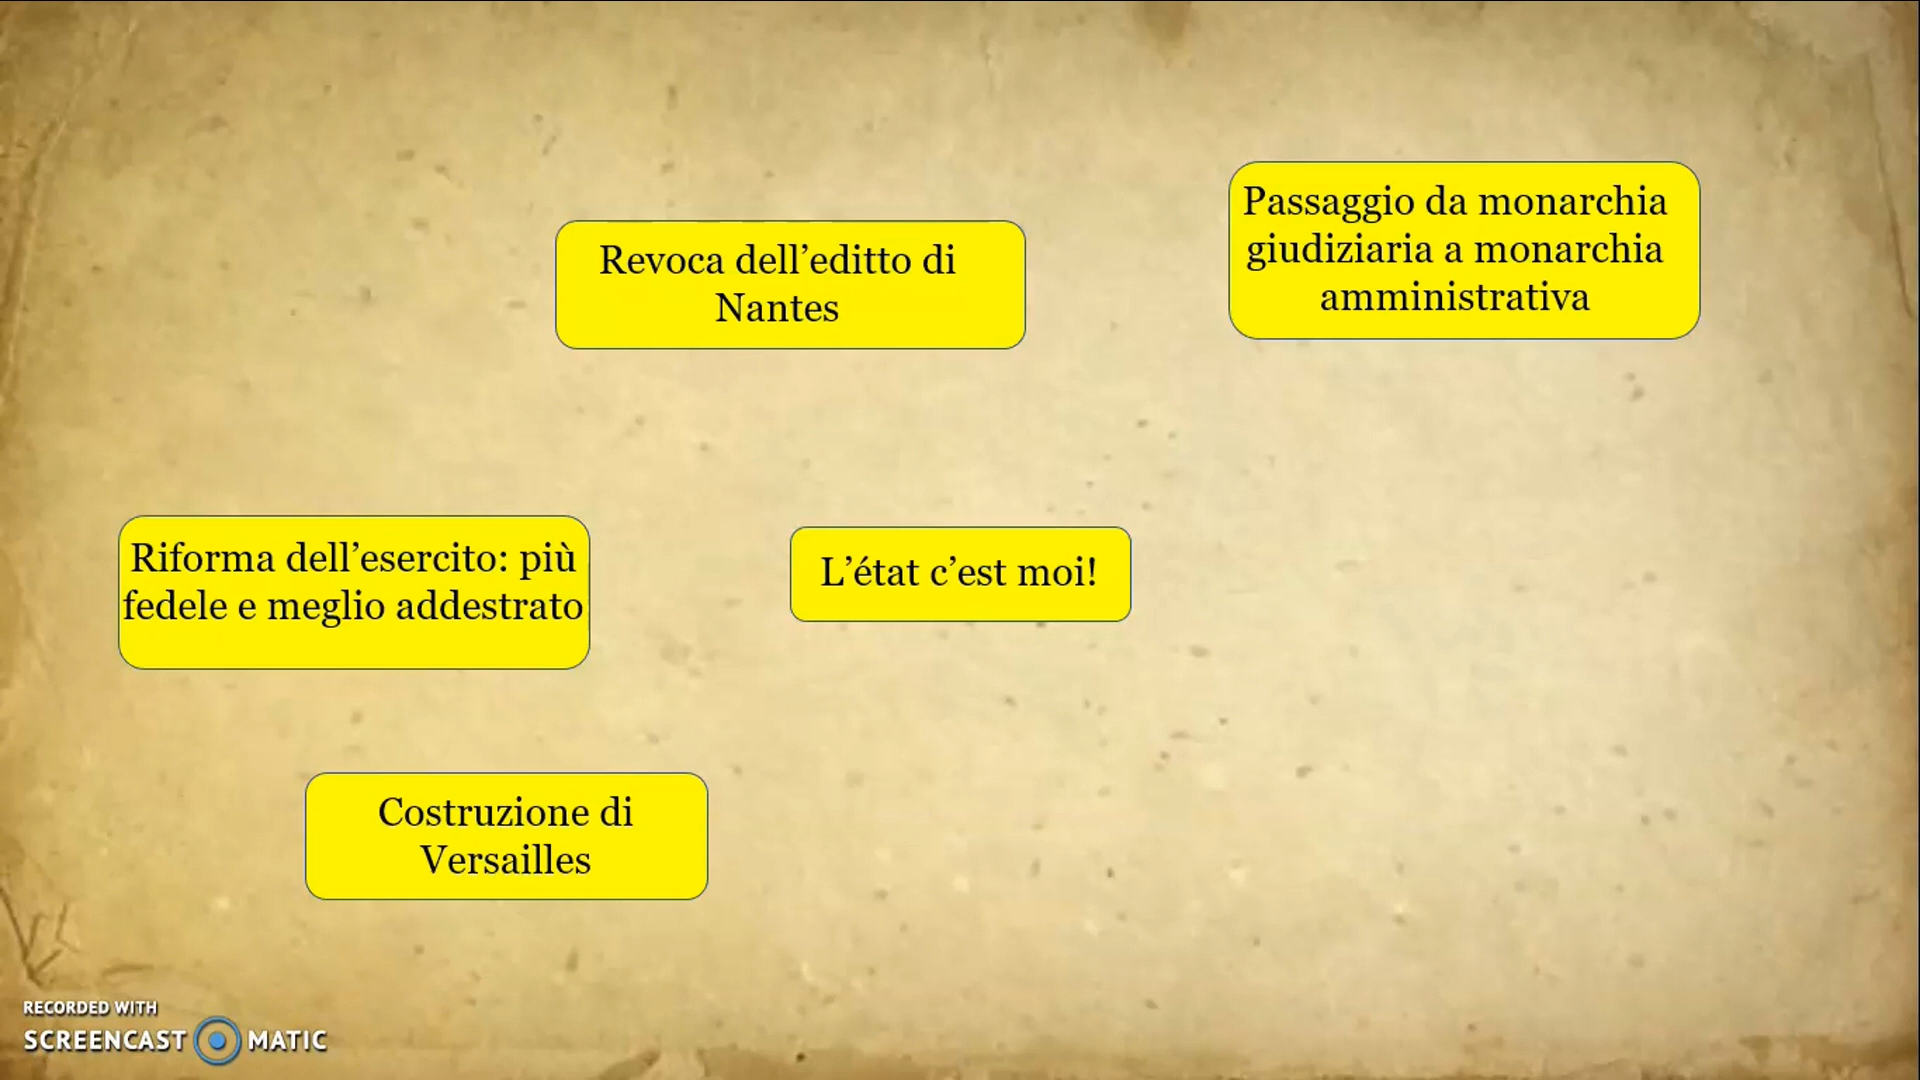 Passaggio da monarchia
giudiziaria a monarchia
amministrativa
Revoca dell’editto di
Nantes
Riforma dell’esercito: più
fedele e meglio addestrato
L’état c’est moi!
Costruzione di
Versailles
RECORDED WITH
SCREENCAST MATIC